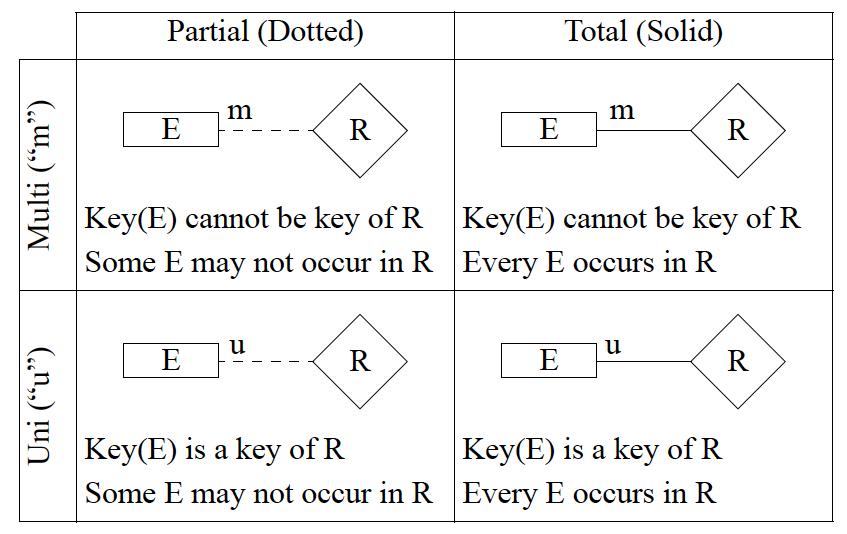 Partial (Dotted)
Total (Solid)
Multi (“m”)
E
m
R
Key(E) cannot be key of R
Some E may not occur in R
E
m
R
Key(E) cannot be key of R
Every E occurs in R
Uni (“u”)
E
u
R
Key(E) is a key of R
Some E may not occur in R
E
u
R
Key(E) is a key of R
Every E occurs in R